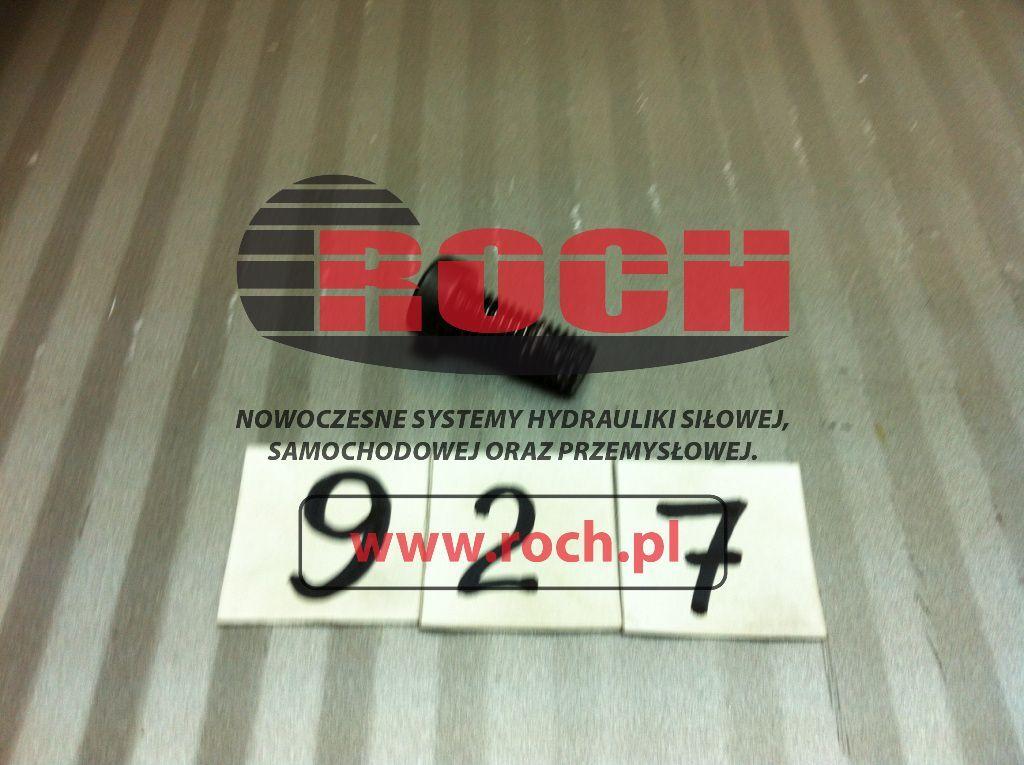 ROCH
NOWOCZESNE SYSTEMY HYDRAULIKI SIŁOWEJ,
SAMOCHODOWEJ ORAZ PRZEMYSŁOWEJ.
927
www.roch.pl